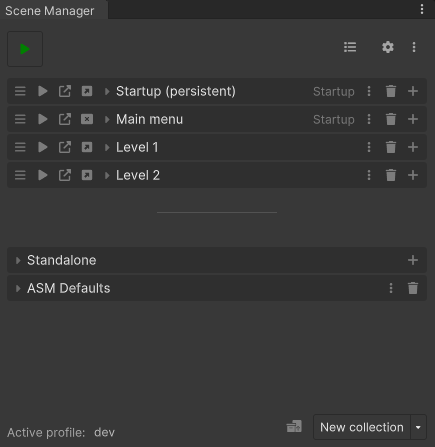 Scene Manager
Startup (persistent) Startup
Main menu Startup
Level 1
Level 2
Standalone
ASM Defaults
Active profile: dev
New collection